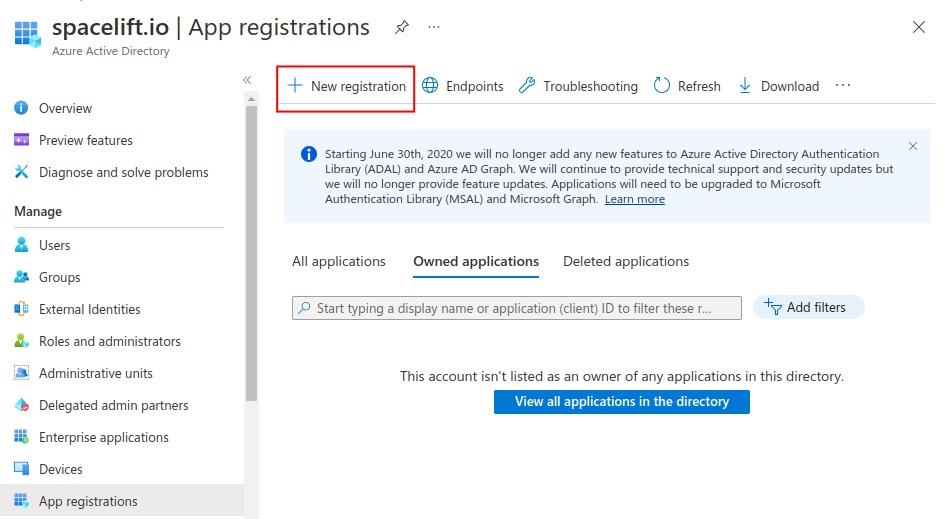 spacelift.io | App registrations
Azure Active Directory
Overview
Preview features
Diagnose and solve problems
Manage
Users
Groups
External Identities
Roles and administrators
Administrative units
Delegated admin partners
Enterprise applications
Devices
App registrations
New registration
Endpoints
Troubleshooting
Refresh
Download
Starting June 30th, 2020 we will no longer add any new features to Azure Active Directory Authentication
Library (ADAL) and Azure AD Graph. We will continue to provide technical support and security updates but
we will no longer provide feature updates. Applications will need to be upgraded to Microsoft
Authentication Library (MSAL) and Microsoft Graph. Learn more
All applications
Owned applications
Deleted applications
Start typing a display name or application (client) ID to filter these r...
Add filters
This account isn't listed as an owner of any applications in this directory.
View all applications in the directory